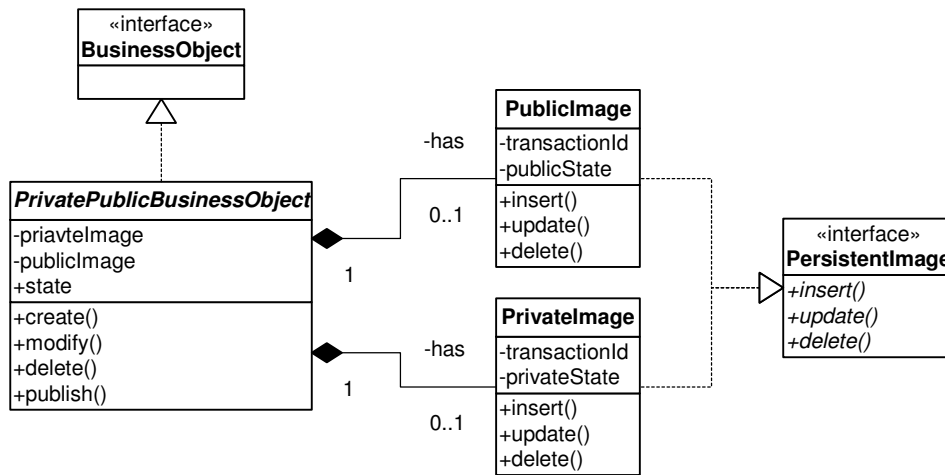 «interface»
BusinessObject
PrivatePublicBusinessObject
-priavteImage
-publicImage
+state
+create()
+modify()
+delete()
+publish()
-has
0..1
1
-has
0..1
1
PublicImage
-transactionId
-publicState
+insert()
+update()
+delete()
PrivateImage
-transactionId
-privateState
+insert()
+update()
+delete()
«interface»
PersistentImage
+insert()
+update()
+delete()